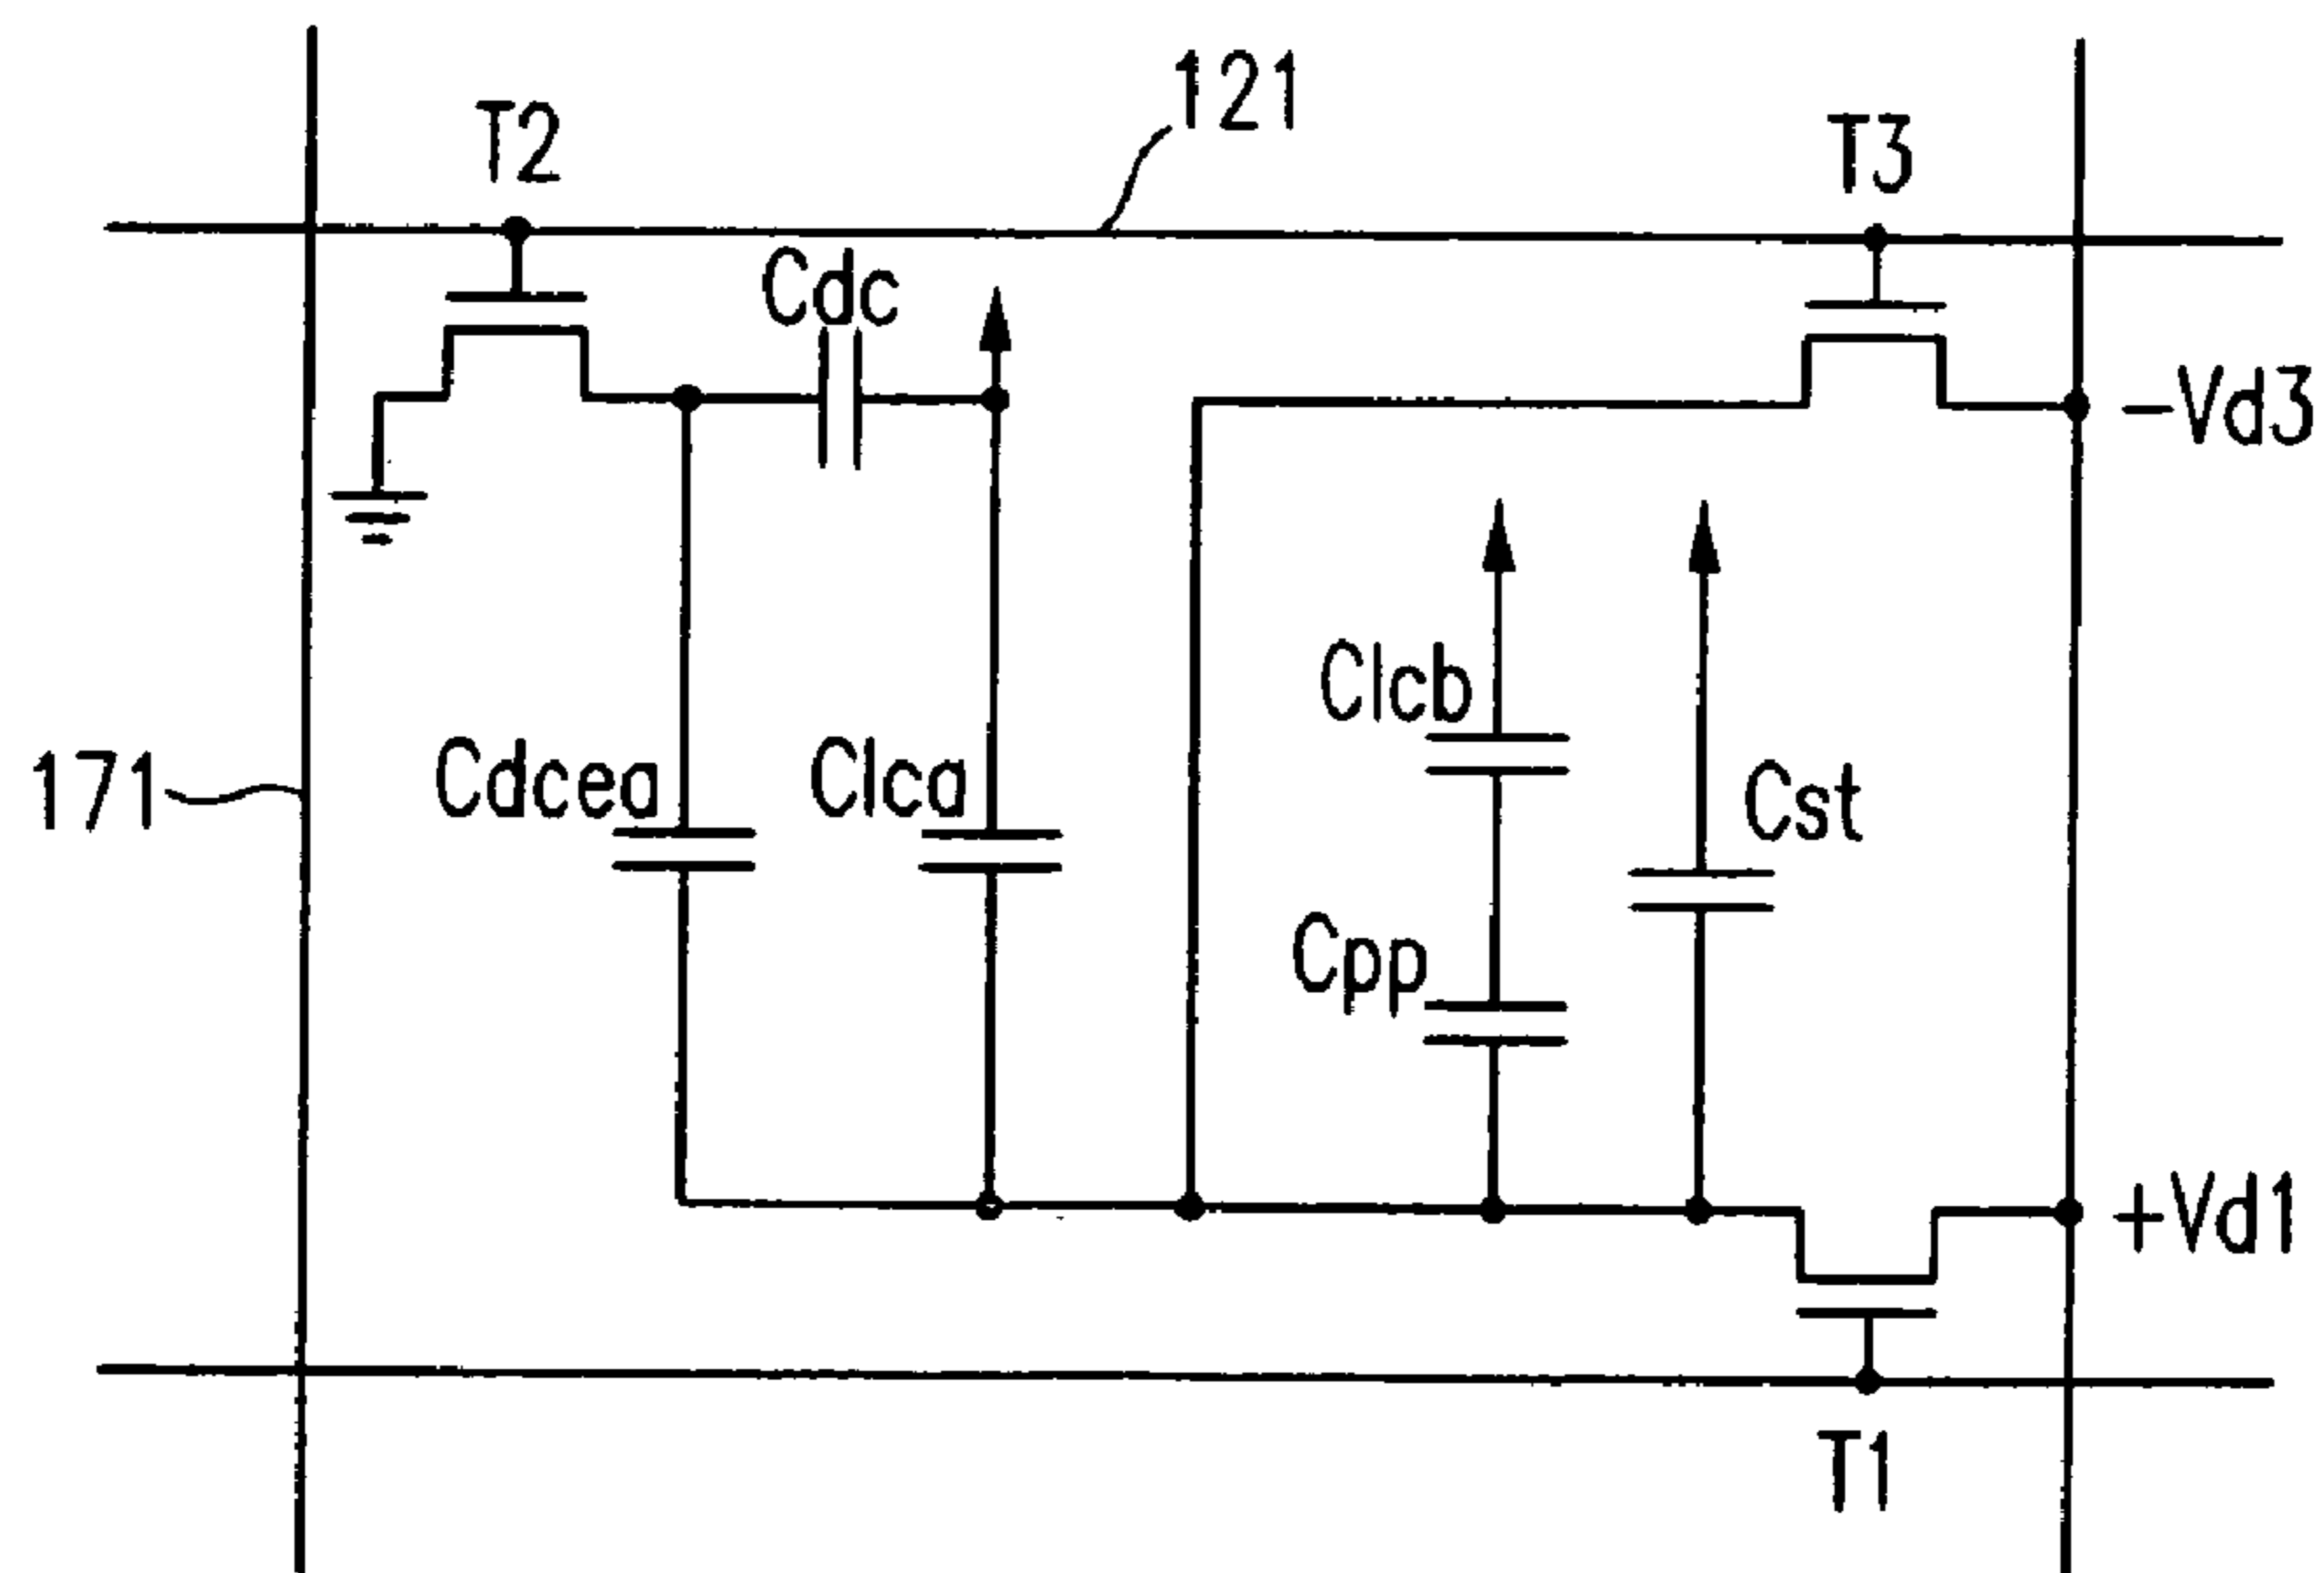 121
T2
T3
Cdc
-Vd3
Clcb
171
Cdcea
Clca
Cst
Cpp
+Vd1
T1